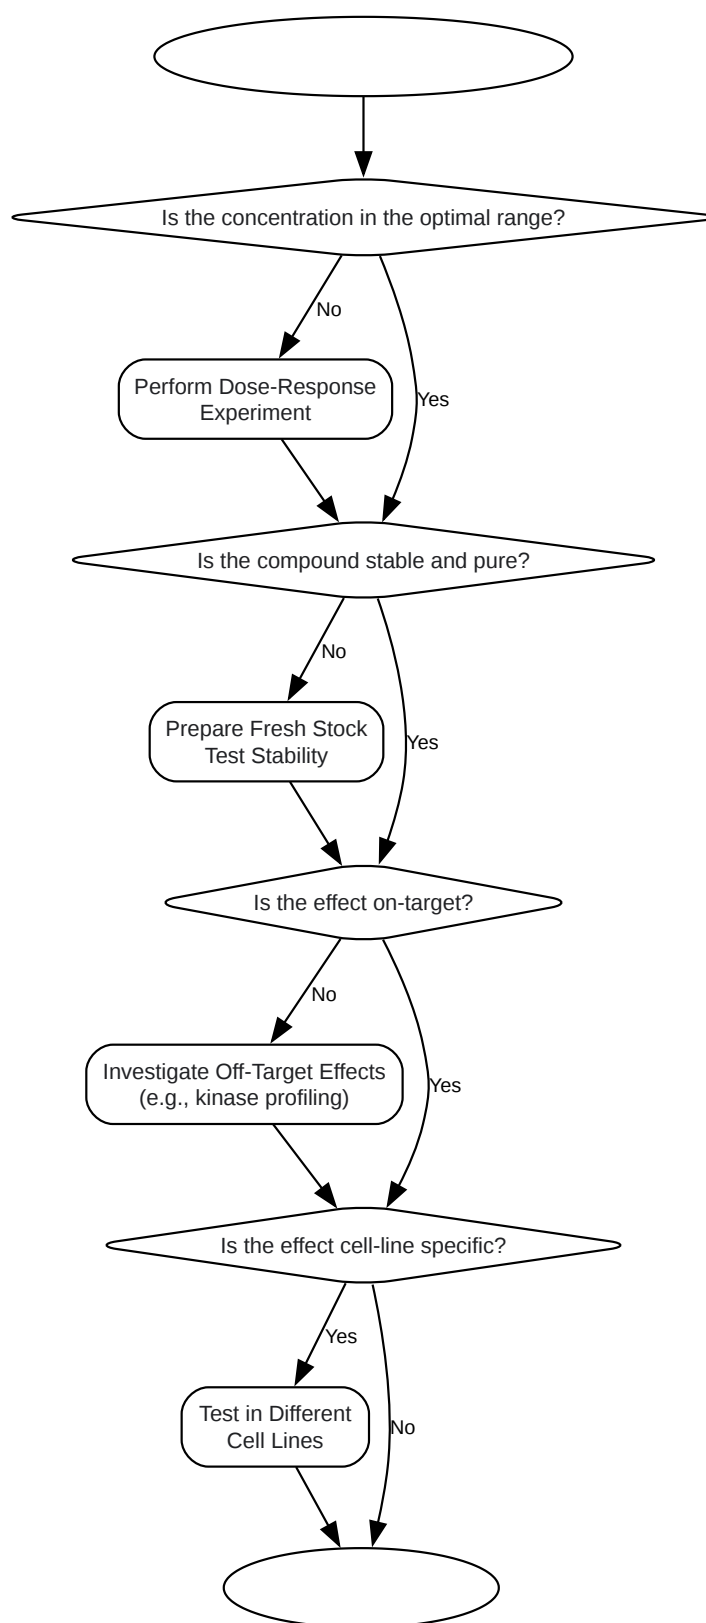 Is the concentration in the optimal range?
No
Perform Dose-Response
Experiment
Yes
Is the compound stable and pure?
No
Prepare Fresh Stock
Test Stability
Yes
Is the effect on-target?
No
Investigate Off-Target Effects
(e.g., kinase profiling)
Yes
Is the effect cell-line specific?
Yes
Test in Different
Cell Lines
No